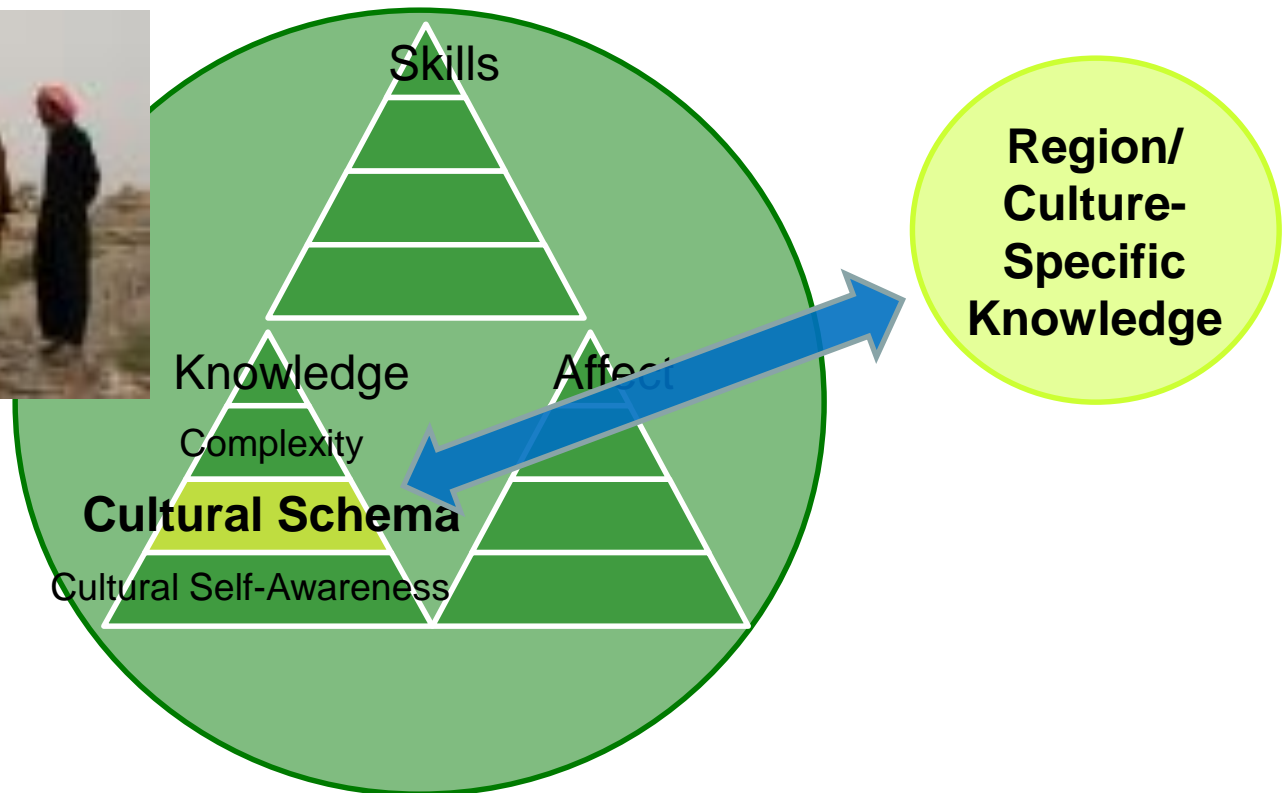 Skills
Knowledge
Affect
Complexity
Cultural Schema
Cultural Self-Awareness
Region/
Culture-
Specific
Knowledge